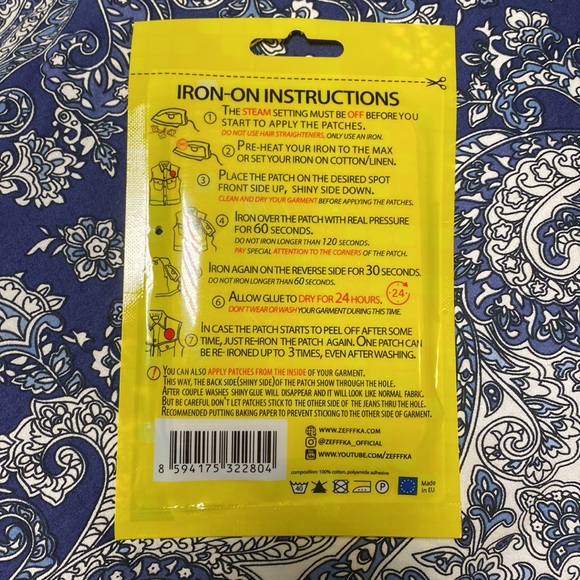 IRON-ON INSTRUCTIONS
1 THE STEAM SETTING MUST BE OFF BEFORE YOU
START TO APPLY THE PATCHES.
DO NOT USE HAIR STRAIGHTENERS. ONLY USE AN IRON.
2 PRE-HEAT YOUR IRON TO THE MAX
OR SET YOUR IRON ON COTTON/LINEN.
3 PLACE THE PATCH ON THE DESIRED SPOT
FRONT SIDE UP, SHINY SIDE DOWN.
CLEAN AND DRY YOUR GARMENT BEFORE APPLYING THE PATCHES.
4 IRON OVER THE PATCH WITH REAL PRESSURE
FOR 60 SECONDS.
DO NOT IRON LONGER THAN 120 SECONDS.
PAY SPECIAL ATTENTION TO THE CORNERS OF THE PATCH.
IRON AGAIN ON THE REVERSE SIDE FOR 30 SECONDS.
DO NOT IRON LONGER THAN 60 SECONDS.
6 ALLOW GLUE TO DRY FOR 24 HOURS. 24
DON'T WEAR OR WASH YOUR GARMENT DURING THIS TIME.
7 IN CASE THE PATCH STARTS TO PEEL OFF AFTER SOME
TIME, JUST RE-IRON THE PATCH AGAIN. ONE PATCH CAN
BE RE-IRONED UP TO 3 TIMES, EVEN AFTER WASHING.
! YOU CAN ALSO APPLY PATCHES FROM THE INSIDE OF YOUR GARMENT.
THIS WAY, THE BACK SIDE(SHINY SIDE)OF THE PATCH SHOW THROUGH THE HOLE.
AFTER COUPLE WASHES SHINY GLUE WILL DISAPPEAR AND IT WILL LOOK LIKE NORMAL FABRIC.
BUT BE CAREFUL DON'T LET PATCHES STICK TO THE OTHER SIDE OF THE JEANS THRU THE HOLE.
RECOMMENDED PUTTING BAKING PAPER TO PREVENT STICKING TO THE OTHER SIDE OF GARMENT.
WWW.ZEFFFKA.COM
@ZEFFFKA_OFFICIAL
WWW.YOUTUBE.COM/ZEFFFKA
8 594175 322804
composition: 100% cotton, polyamide adhesive
40
P
Made
in EU